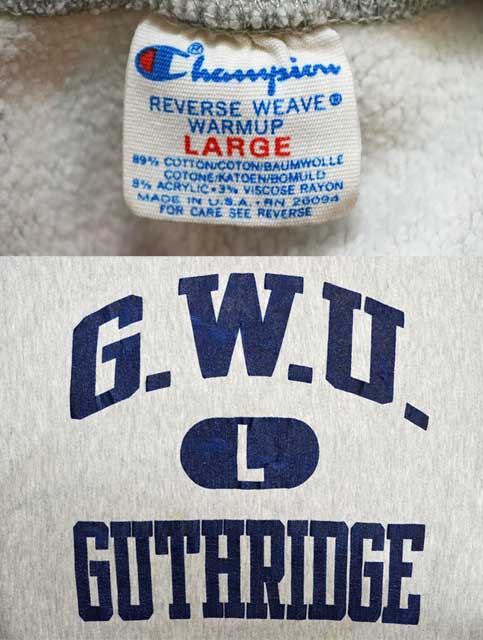 Champion®
REVERSE WEAVE®
WARMUP
LARGE
89% COTTON/COTON/BAUMWOLLE
COTONE/KATOEN/BOMULD
8% ACRYLIC•3% VISCOSE RAYON
MADE IN U.S.A.•RN 26094
FOR CARE SEE REVERSE
G.W.U.
L
GUTHRIDGE